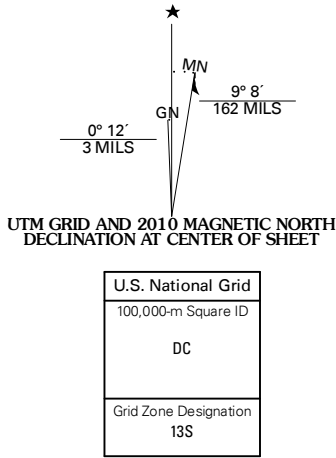 ★
MN
GN
9° 8´
162 MILS
0° 12´
3 MILS
UTM GRID AND 2010 MAGNETIC NORTH
DECLINATION AT CENTER OF SHEET
U.S. National Grid
100,000-m Square ID
DC
Grid Zone Designation
13S